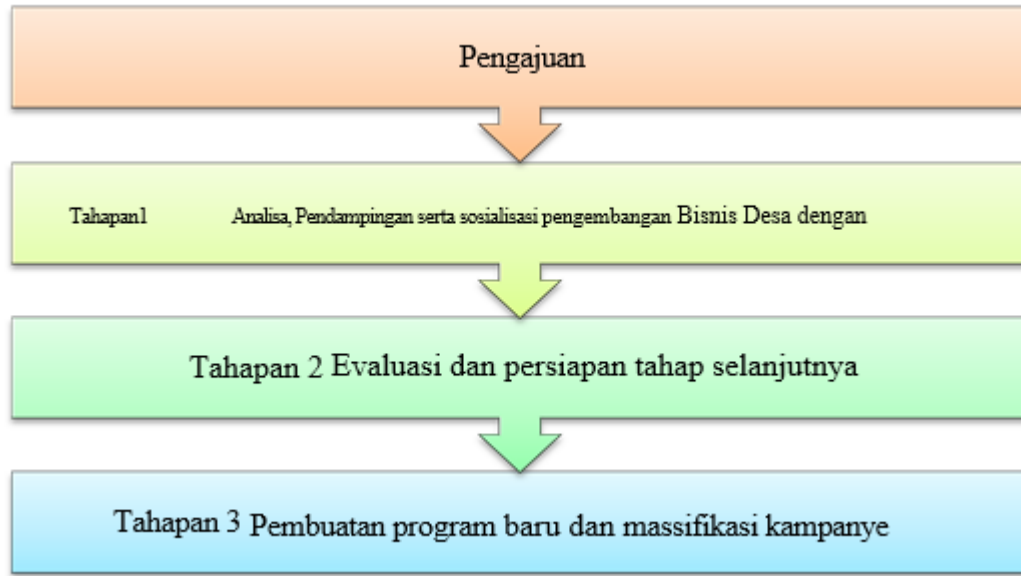 Pengajuan
Tahapan1 Analisa, Pendampingan serta sosialisasi pengembangan Bisnis Desa dengan
Tahapan 2 Evaluasi dan persiapan tahap selanjutnya
Tahapan 3 Pembuatan program baru dan massifikasi kampanye